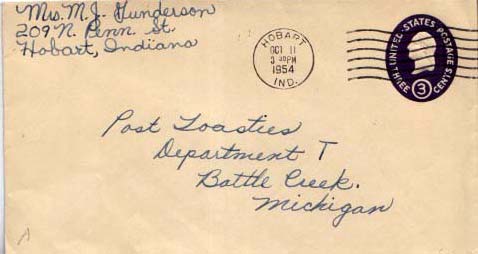 Mrs. M. J. Gunderson
209 N. Penn. St.
Hobart, Indiana
HOBART
OCT 11
3 30PM
1954
IND.
UNITED STATES POSTAGE
THREE 3 CENTS
Post Toasties
Department T
Battle Creek.
Michigan